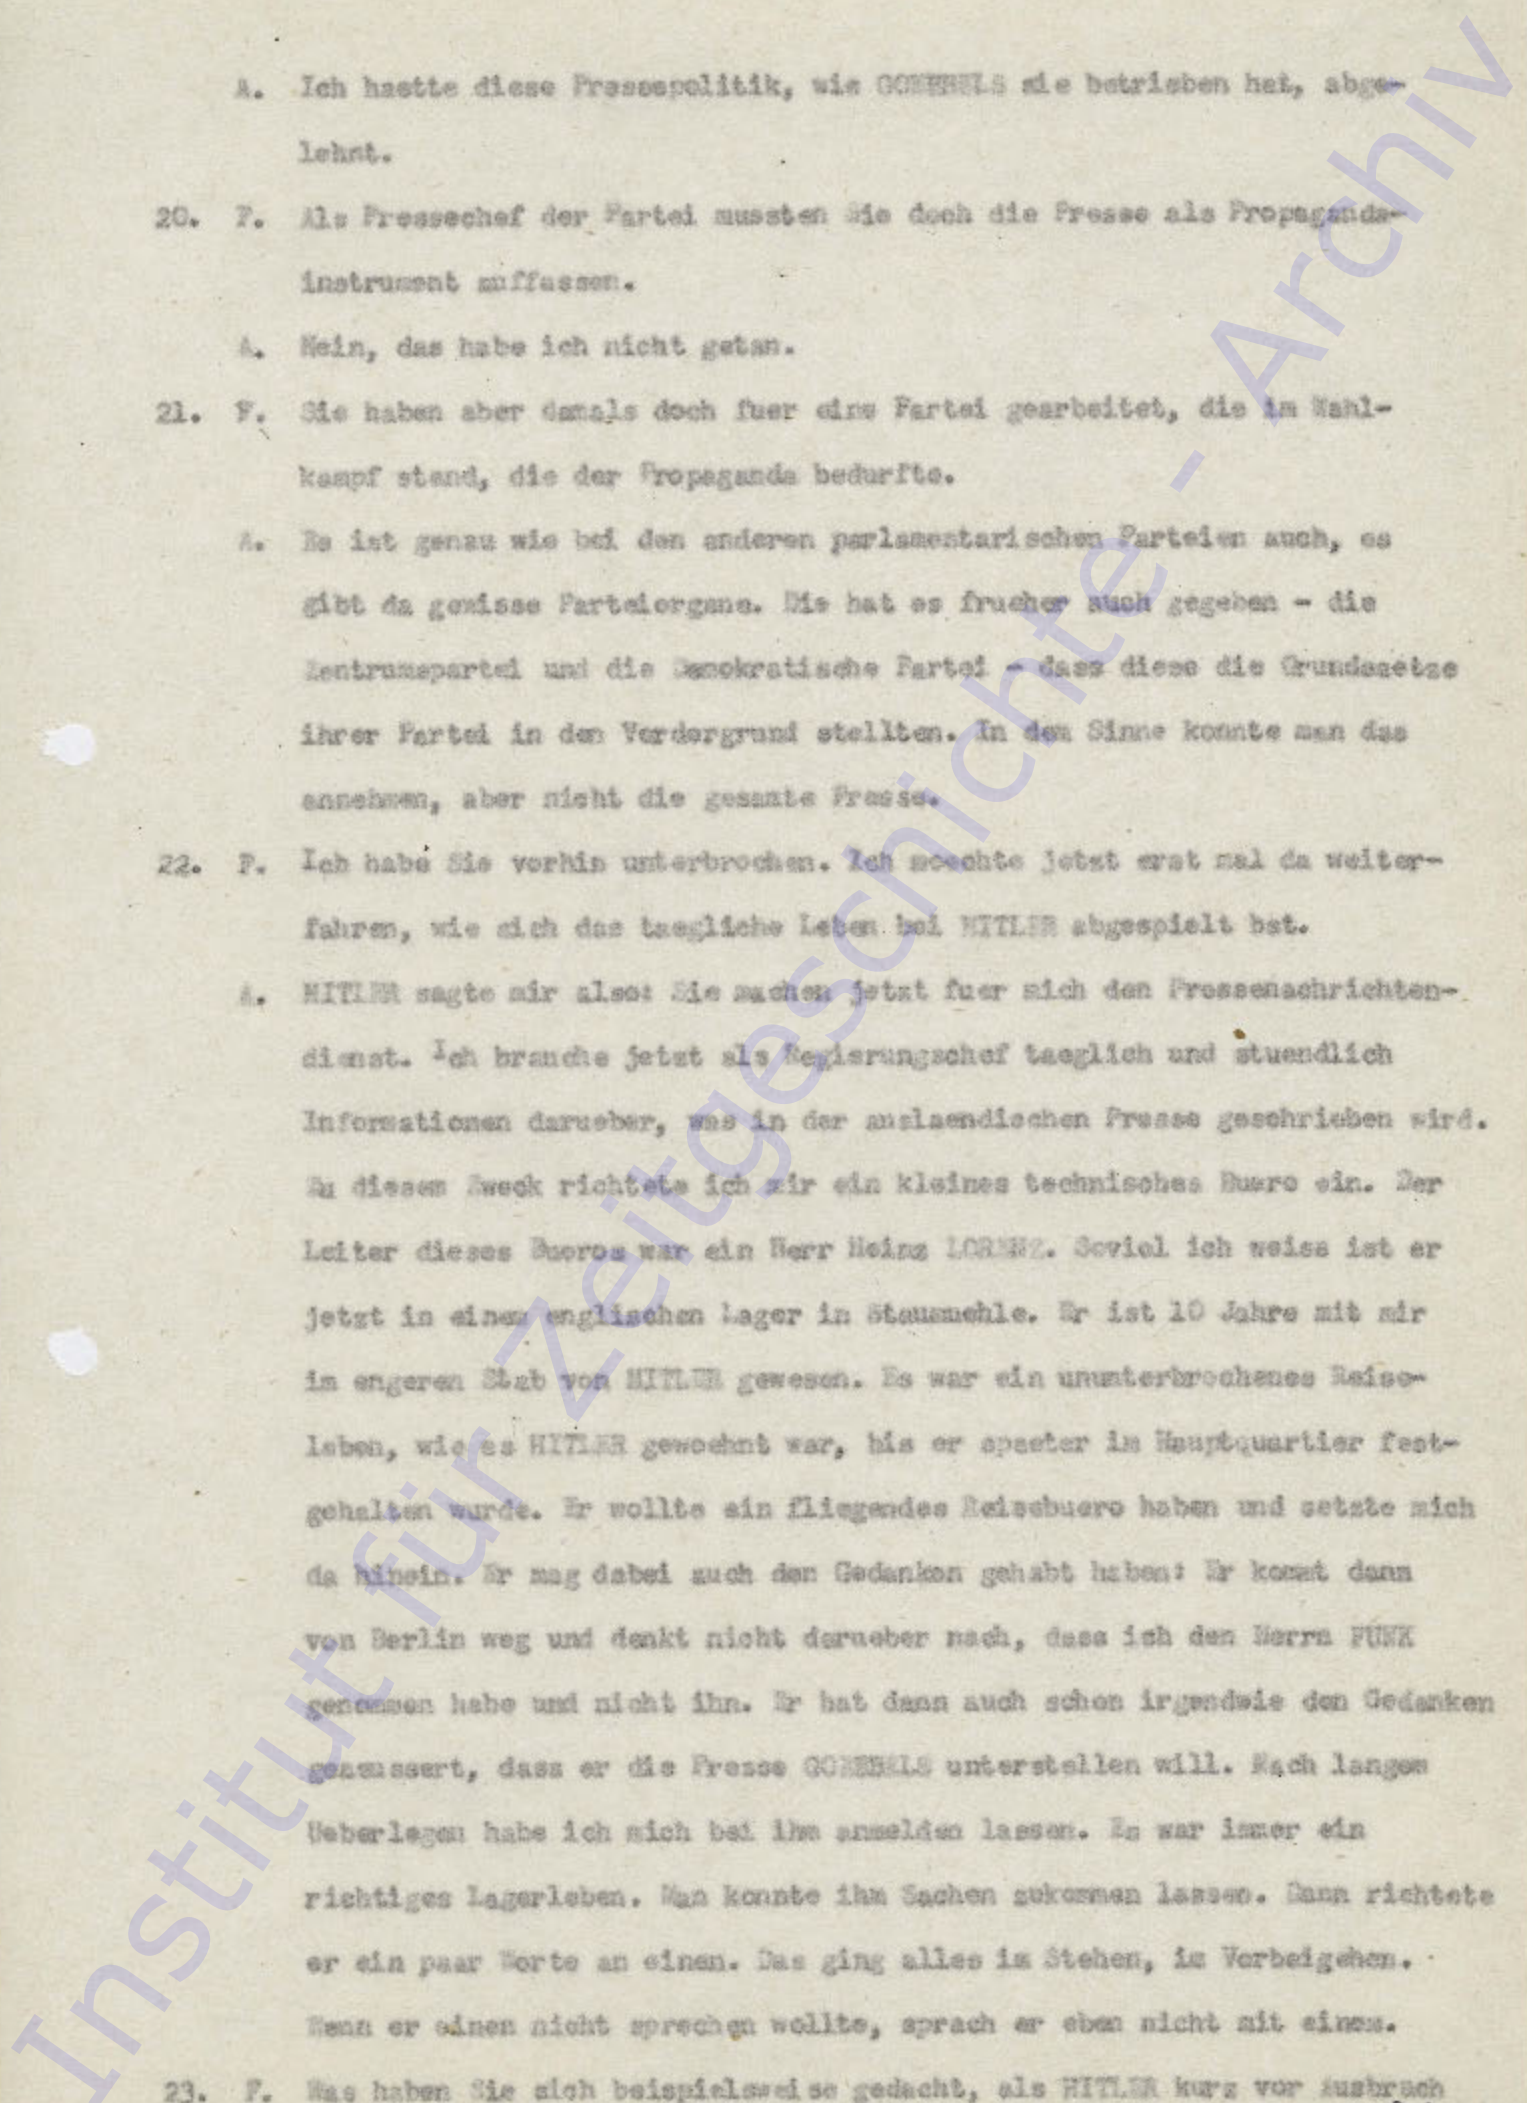 A. Ich haette diese Pressepolitik, wie GOEBBELS sie betrieben hat, abge-
lehnt.
20. F. Als Pressechef der Partei mussten Sie doch die Presse als Propaganda-
instrument auffassen.
A. Nein, das habe ich nicht getan.
21. F. Sie haben aber damals doch fuer eine Partei gearbeitet, die im Wahl-
kampf stand, die der Propaganda bedurfte.
A. Es ist genau wie bei den anderen parlamentarischen Parteien auch, es
gibt da gewisse Parteiorgane. Die hat es frueher auch gegeben - die
Zentrumspartei und die Demokratische Partei - dass diese die Grundsaetze
ihrer Partei in den Vordergrund stellten. In dem Sinne konnte man das
annehmen, aber nicht die gesamte Presse.
22. F. Ich habe Sie vorhin unterbrochen. Ich moechte jetzt erst mal da weiter-
fahren, wie sich das taegliche Leben bei HITLER abgespielt hat.
A. HITLER sagte mir also: Sie machen jetzt fuer mich den Pressenachrichten-
dienst. Ich brauche jetzt als Regierungschef taeglich und stuendlich
Informationen darueber, was in der auslaendischen Presse geschrieben wird.
Zu diesem Zweck richtete ich mir ein kleines technisches Buero ein. Der
Leiter dieses Bueros war ein Herr Heinz LORENZ. Soviel ich weiss ist er
jetzt in einem englischen Lager in Staumuehle. Er ist 10 Jahre mit mir
im engeren Stab von HITLER gewesen. Es war ein ununterbrochenes Reise-
leben, wie es HITLER gewoehnt war, bis er spaeter im Hauptquartier fest-
gehalten wurde. Er wollte ein fliegendes Reisebuero haben und setzte mich
da hinein. Er mag dabei auch den Gedanken gehabt haben: Er kommt dann
von Berlin weg und denkt nicht darueber nach, dass ich den Herrn FUNK
genommen habe und nicht ihn. Er hat dann auch schon irgendwie den Gedanken
geaeussert, dass er die Presse GOEBBELS unterstellen will. Nach langem
Ueberlegen habe ich mich bei ihm anmelden lassen. Es war immer ein
richtiges Lagerleben. Man konnte ihm Sachen zukommen lassen. Dann richtete
er ein paar Worte an einen. Das ging alles im Stehen, im Vorbeigehen.
Wenn er einen nicht sprechen wollte, sprach er eben nicht mit einem.
23. F. Was haben Sie sich beispielsweise gedacht, als HITLER kurz vor Ausbruch
Institut für Zeitgeschichte - Archiv